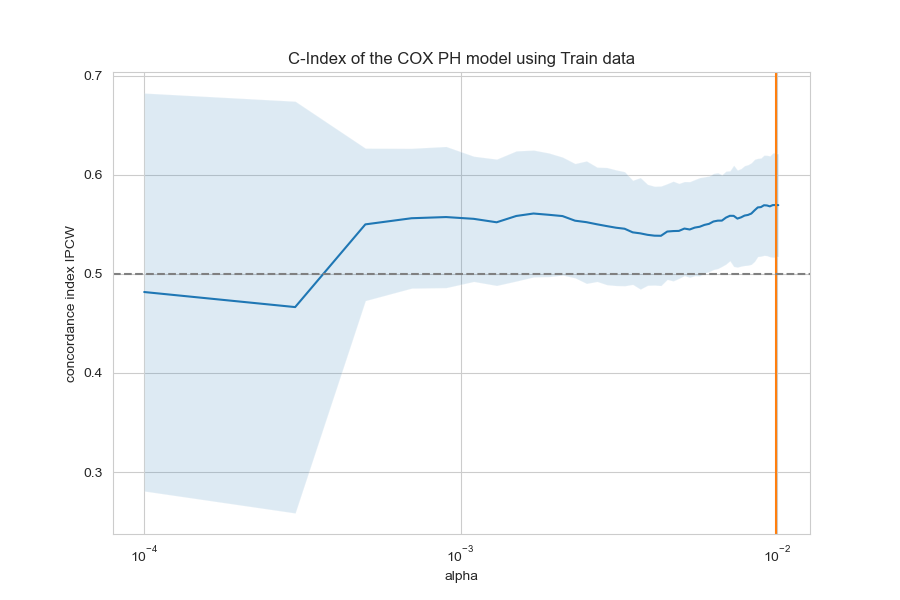 C-Index of the COX PH model using Train data
concordance index IPCW
0.7
0.6
0.5
0.4
0.3
10⁻⁴
10⁻³
10⁻²
alpha